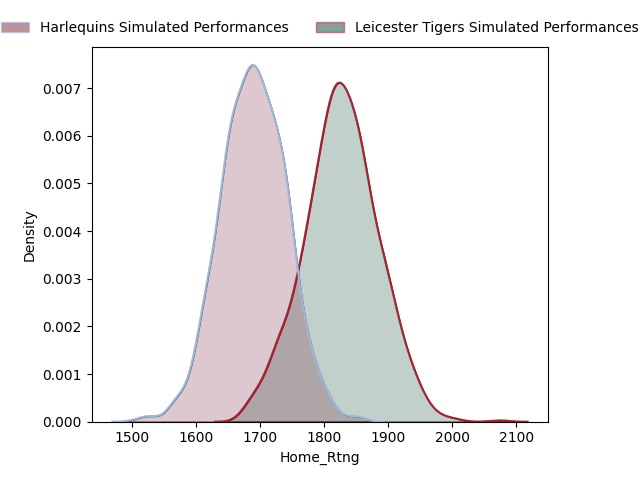 Harlequins Simulated Performances
Leicester Tigers Simulated Performances
0.007
0.006
0.005
0.004
0.003
0.002
0.001
0.000
Density
1500 1600 1700 1800 1900 2000 2100
Home_Rtng